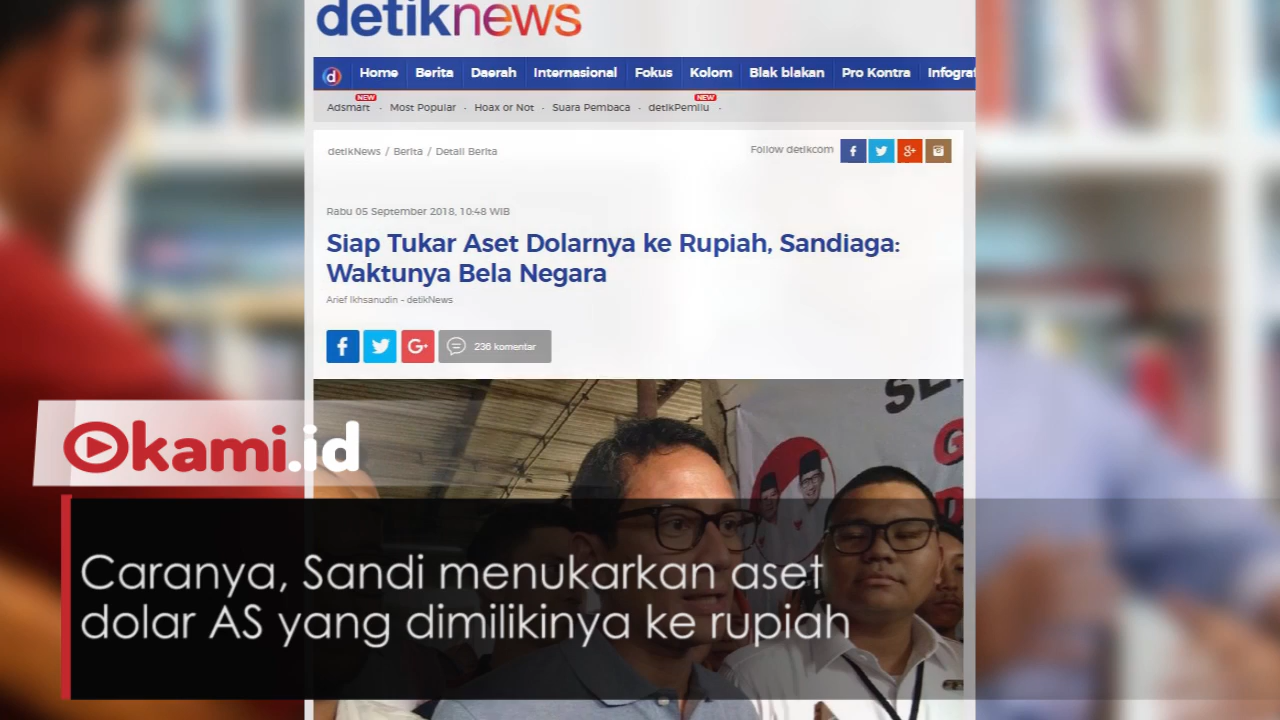 detiknews
d Home Berita Daerah Internasional Fokus Kolom Blak blakan Pro Kontra Infograf
NEW NEW
Adsmart - Most Popular - Hoax or Not - Suara Pembaca - detikPemilu -
detikNews / Berita / Detail Berita
Follow detikcom
Rabu 05 September 2018, 10:48 WIB
Siap Tukar Aset Dolarnya ke Rupiah, Sandiaga:
Waktunya Bela Negara
Arief Ikhsanudin - detikNews
236 komentar
Okami.id
Caranya, Sandi menukarkan aset
dolar AS yang dimilikinya ke rupiah